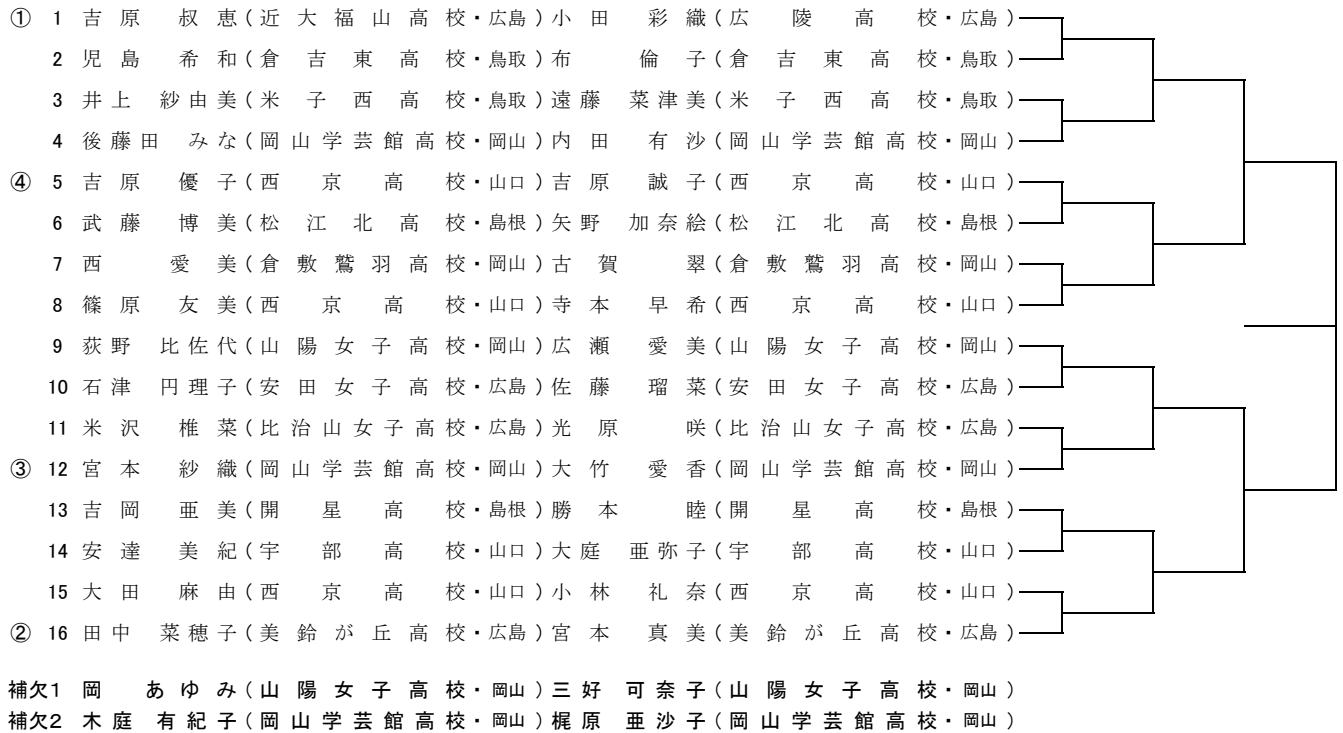 ① 1 吉原 叔恵(近大福山高校・広島)小田 彩織(広陵高校・広島)
2 児島 希和(倉吉東高校・鳥取)布 倫子(倉吉東高校・鳥取)
3 井上 紗由美(米子西高校・鳥取)遠藤 菜津美(米子西高校・鳥取)
4 後藤田 みな(岡山学芸館高校・岡山)内田 有沙(岡山学芸館高校・岡山)
④ 5 吉原 優子(西京高校・山口)吉原 誠子(西京高校・山口)
6 武藤 博美(松江北高校・島根)矢野 加奈絵(松江北高校・島根)
7 西 愛美(倉敷鷲羽高校・岡山)古賀 翠(倉敷鷲羽高校・岡山)
8 篠原 友美(西京高校・山口)寺本 早希(西京高校・山口)
9 荻野 比佐代(山陽女子高校・岡山)広瀬 愛美(山陽女子高校・岡山)
10 石津 円理子(安田女子高校・広島)佐藤 瑠菜(安田女子高校・広島)
11 米沢 椎菜(比治山女子高校・広島)光原 咲(比治山女子高校・広島)
③ 12 宮本 紗織(岡山学芸館高校・岡山)大竹 愛香(岡山学芸館高校・岡山)
13 吉岡 亜美(開星高校・島根)勝本 睦(開星高校・島根)
14 安達 美紀(宇部高校・山口)大庭 亜弥子(宇部高校・山口)
15 大田 麻由(西京高校・山口)小林 礼奈(西京高校・山口)
② 16 田中 菜穂子(美鈴が丘高校・広島)宮本 真美(美鈴が丘高校・広島)
補欠1 岡 あゆみ(山陽女子高校・岡山)三好 可奈子(山陽女子高校・岡山)
補欠2 木庭 有紀子(岡山学芸館高校・岡山)梶原 亜沙子(岡山学芸館高校・岡山)